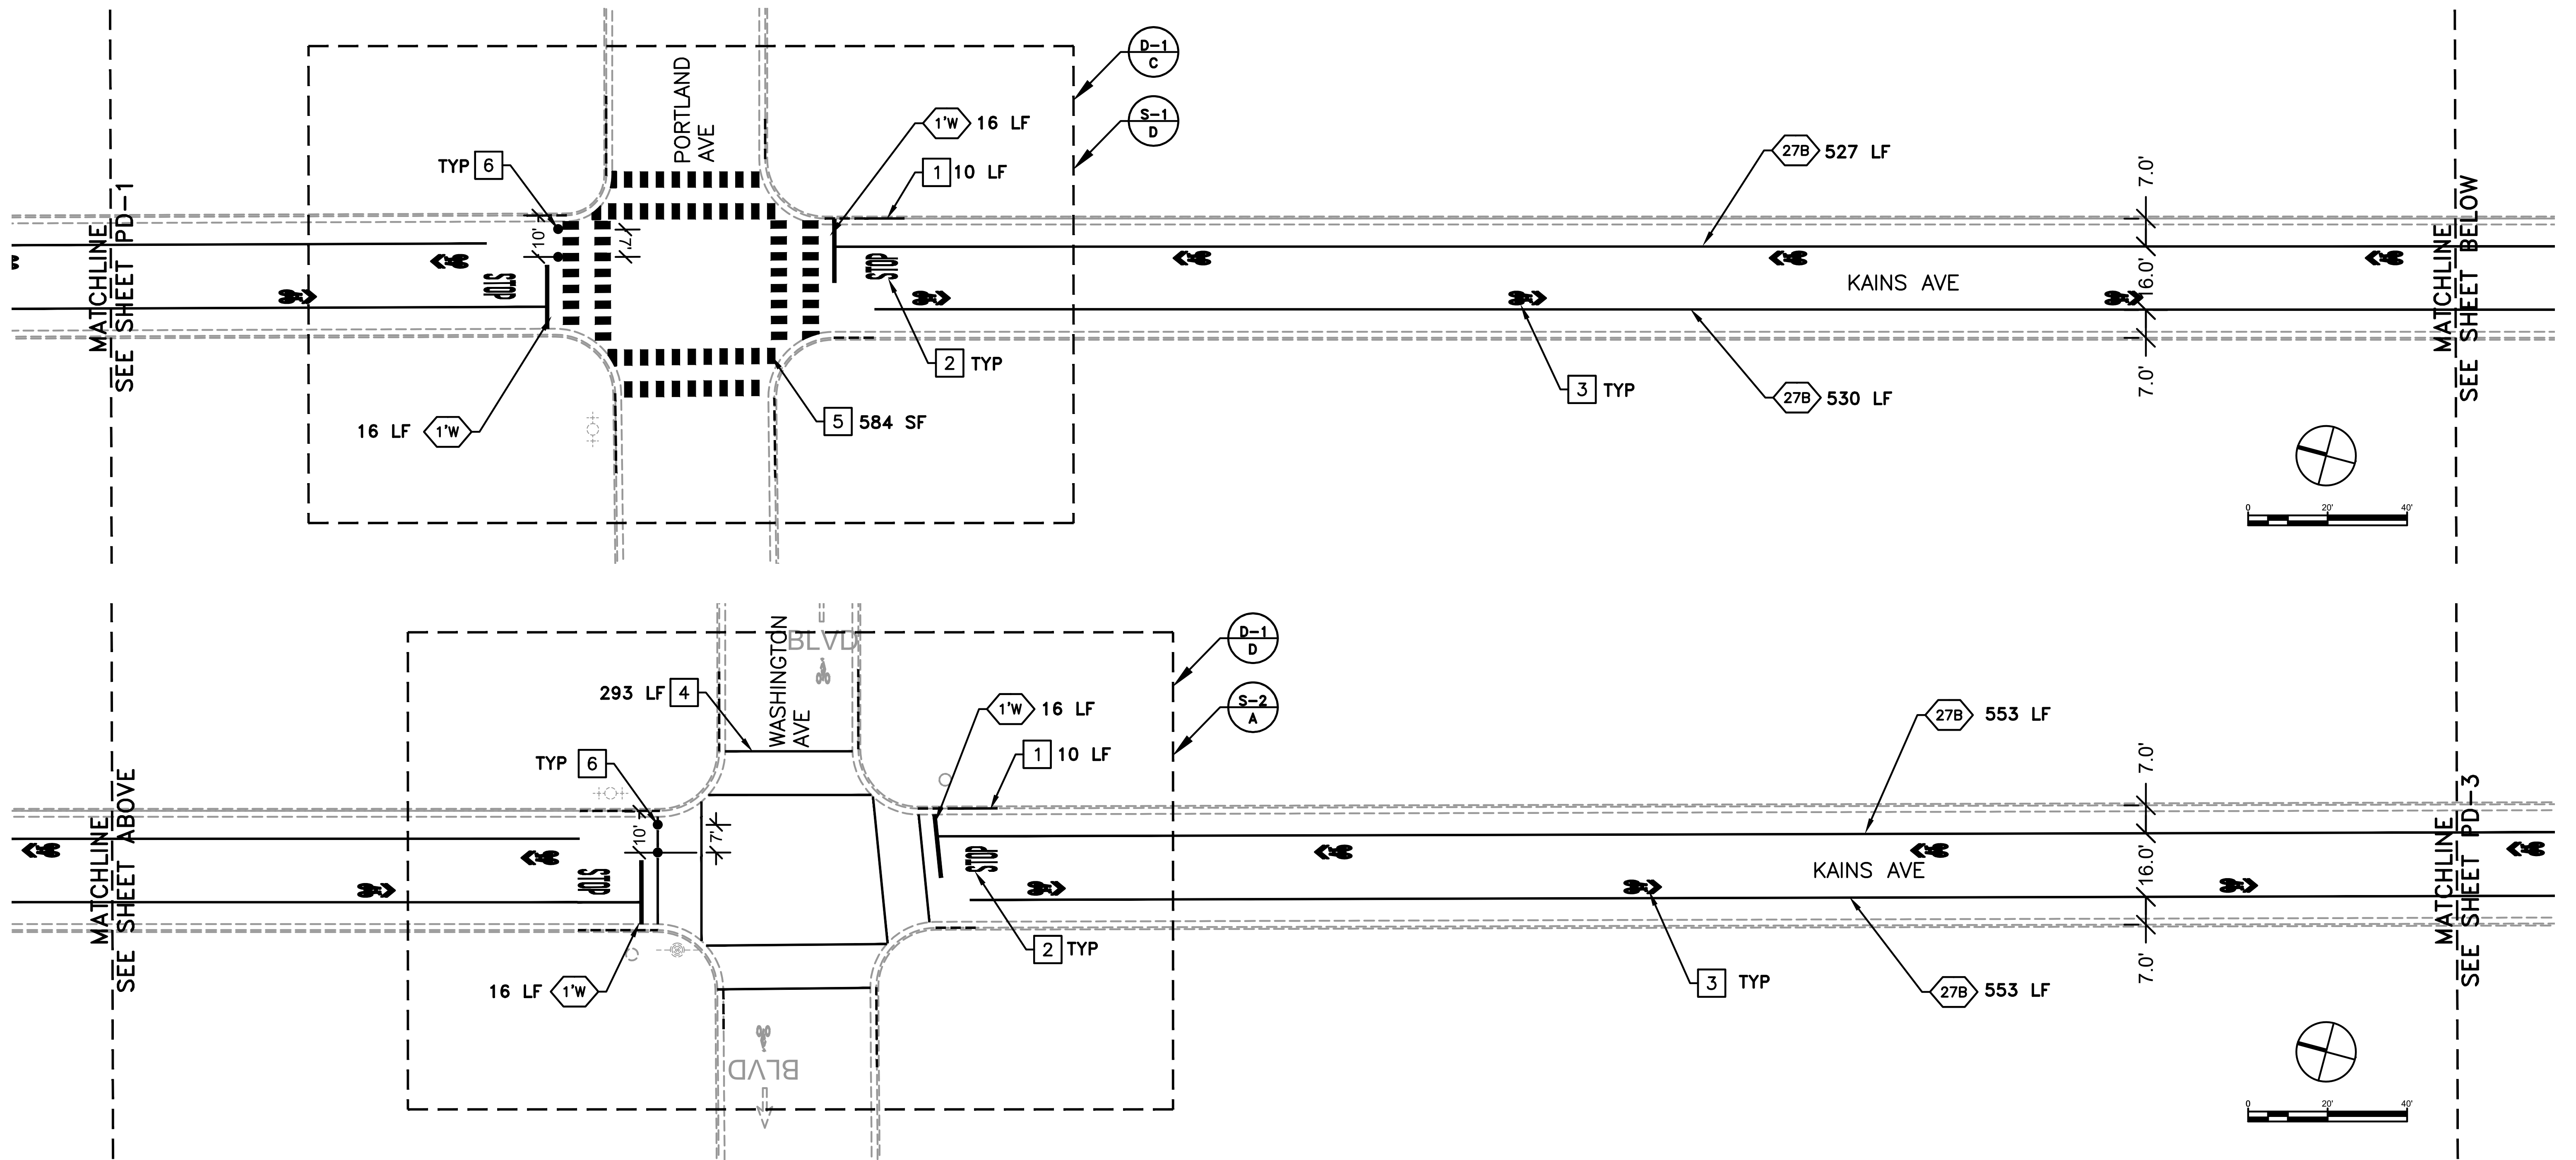 MATCHLINE
SEE SHEET PD-1
PORTLAND
AVE
D-1
C
S-1
D
TYP 6
10'
7'
1'W 16 LF
1 10 LF
STOP
STOP
2 TYP
16 LF 1'W
5 584 SF
27B 527 LF
KAINS AVE
3 TYP
27B 530 LF
7.0'
16.0'
7.0'
MATCHLINE
SEE SHEET BELOW
0 20' 40'
MATCHLINE
SEE SHEET ABOVE
WASHINGTON
AVE
BLVD
D-1
D
S-2
A
293 LF 4
TYP 6
10'
7'
1'W 16 LF
1 10 LF
STOP
STOP
2 TYP
16 LF 1'W
BLVD
27B 553 LF
KAINS AVE
3 TYP
27B 553 LF
7.0'
16.0'
7.0'
MATCHLINE
SEE SHEET PD-3
0 20' 40'